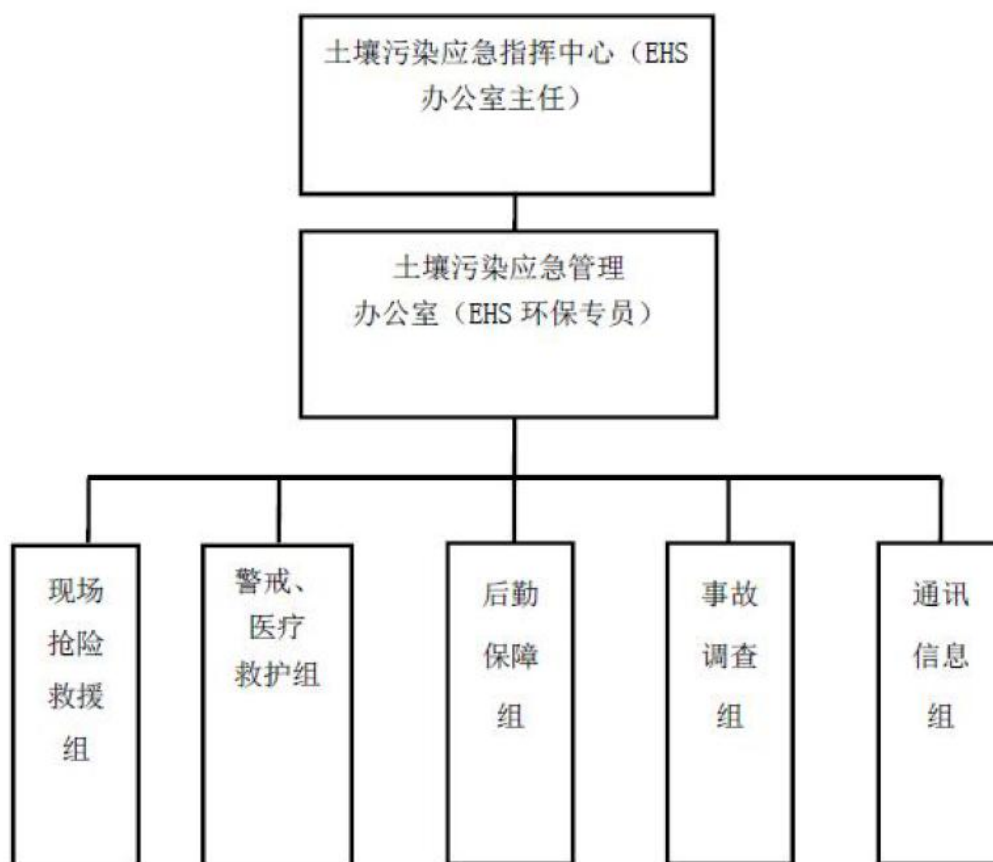 土壤污染应急指挥中心（EHS
办公室主任）
土壤污染应急管理
办公室（EHS 环保专员）
现场
抢险
救援
组
警戒、
医疗
救护组
后勤
保障
组
事故
调查
组
通讯
信息
组